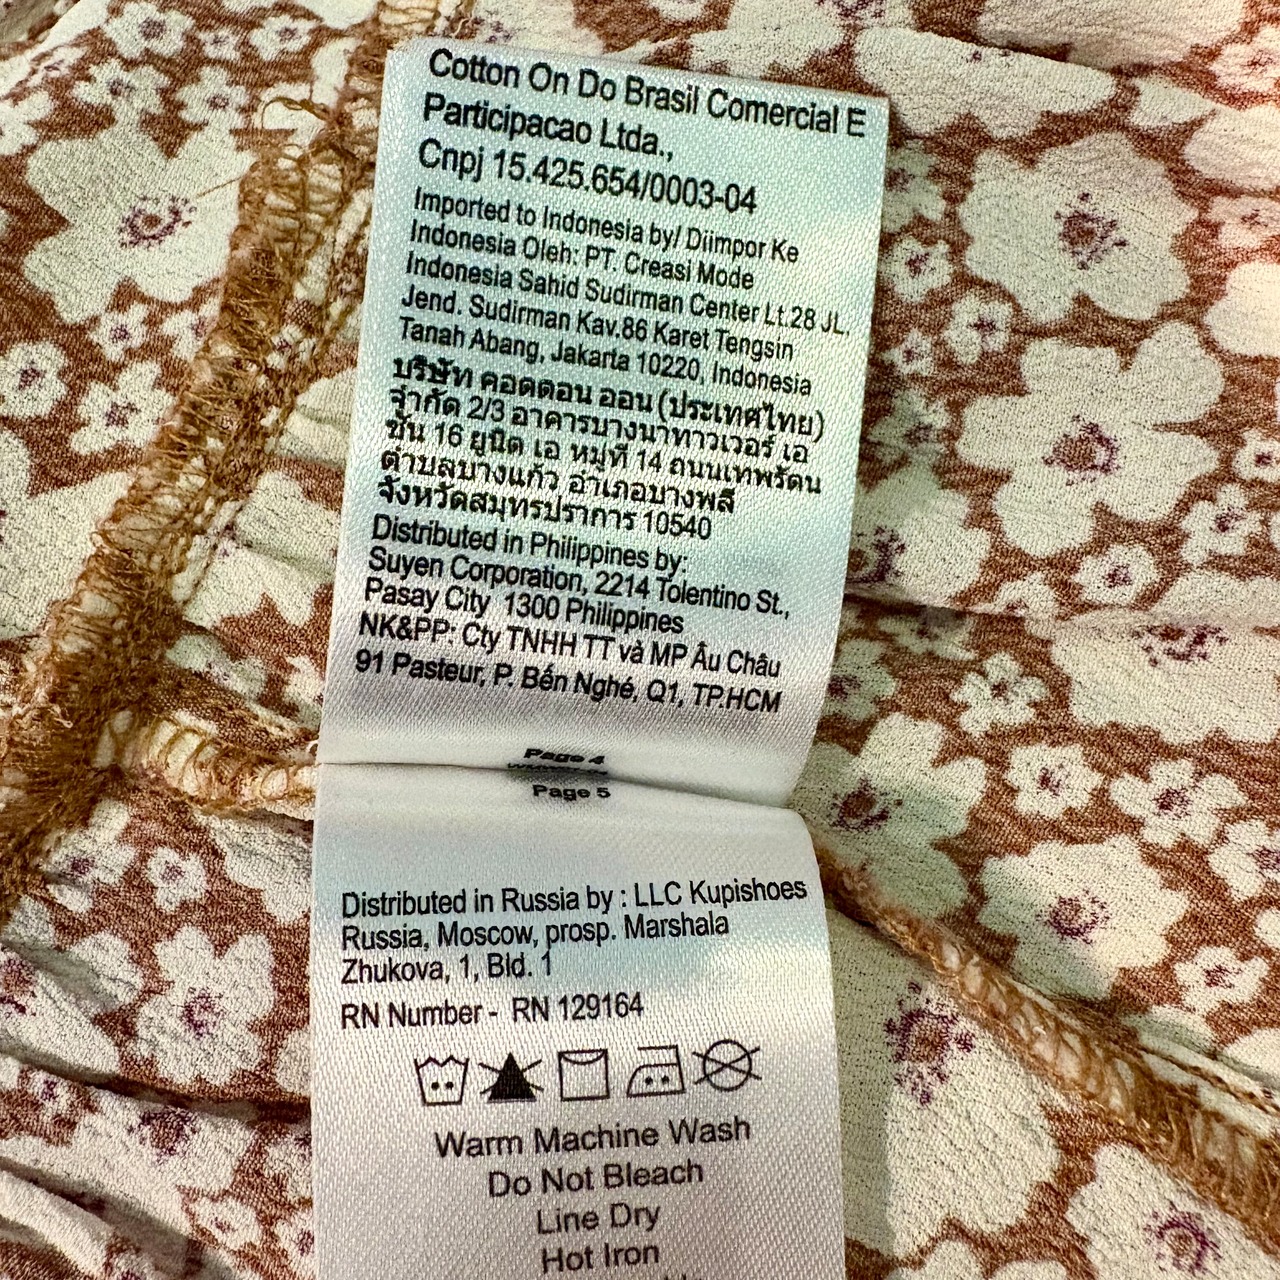 Cotton On Do Brasil Comercial E
Participacao Ltda.,
Cnpj 15.425.654/0003-04
Imported to Indonesia by/ Diimpor Ke
Indonesia Oleh: PT. Creasi Mode
Indonesia Sahid Sudirman Center Lt.28 JL.
Jend. Sudirman Kav.86 Karet Tengsin
Tanah Abang, Jakarta 10220, Indonesia
บริษัท คอตตอน ออน (ประเทศไทย)
จำกัด 2/3 อาคารบางนาทาวเวอร์ เอ
ชั้น 16 ยูนิต เอ หมู่ที่ 14 ถนนเทพรัตน
ตำบลบางแก้ว อำเภอบางพลี
จังหวัดสมุทรปราการ 10540
Distributed in Philippines by:
Suyen Corporation, 2214 Tolentino St.,
Pasay City 1300 Philippines
NK&PP: Cty TNHH TT và MP Âu Châu
91 Pasteur, P. Bến Nghé, Q1, TP.HCM
Page 4
Page 5
Distributed in Russia by : LLC Kupishoes
Russia, Moscow, prosp. Marshala
Zhukova, 1, Bld. 1
RN Number - RN 129164
Warm Machine Wash
Do Not Bleach
Line Dry
Hot Iron